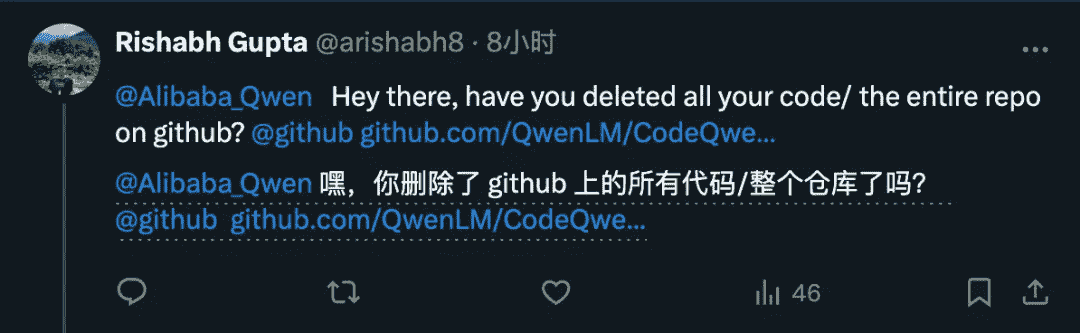 Rishabh Gupta @arishabh8 · 8小时
@Alibaba_Qwen Hey there, have you deleted all your code/ the entire repo
on github? @github github.com/QwenLM/CodeQwe...
@Alibaba_Qwen 嘿，你删除了 github 上的所有代码/整个仓库了吗？
@github github.com/QwenLM/CodeQwe...
46